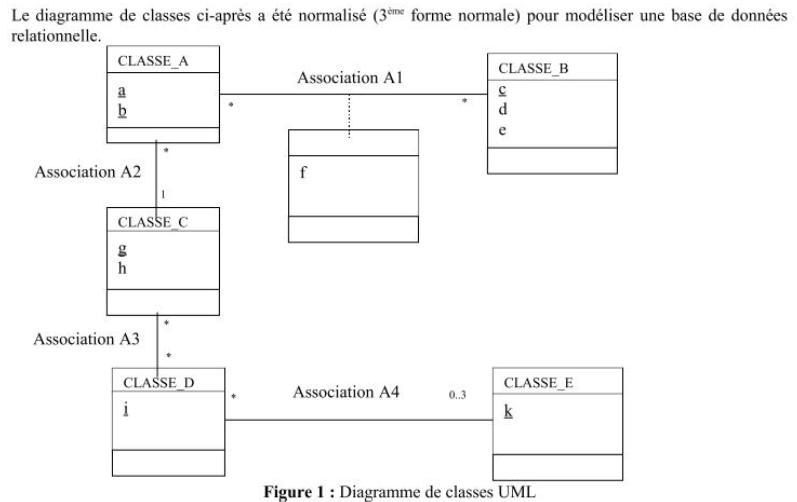 Le diagramme de classes ci-après a été normalisé (3ème forme normale) pour modéliser une base de données
relationnelle.
CLASSE_A
a
b
Association A1
*
*
CLASSE_B
c
d
e
f
Association A2
*
1
CLASSE_C
g
h
Association A3
*
*
CLASSE_D
i
*
Association A4
0..3
CLASSE_E
k
Figure 1 : Diagramme de classes UML